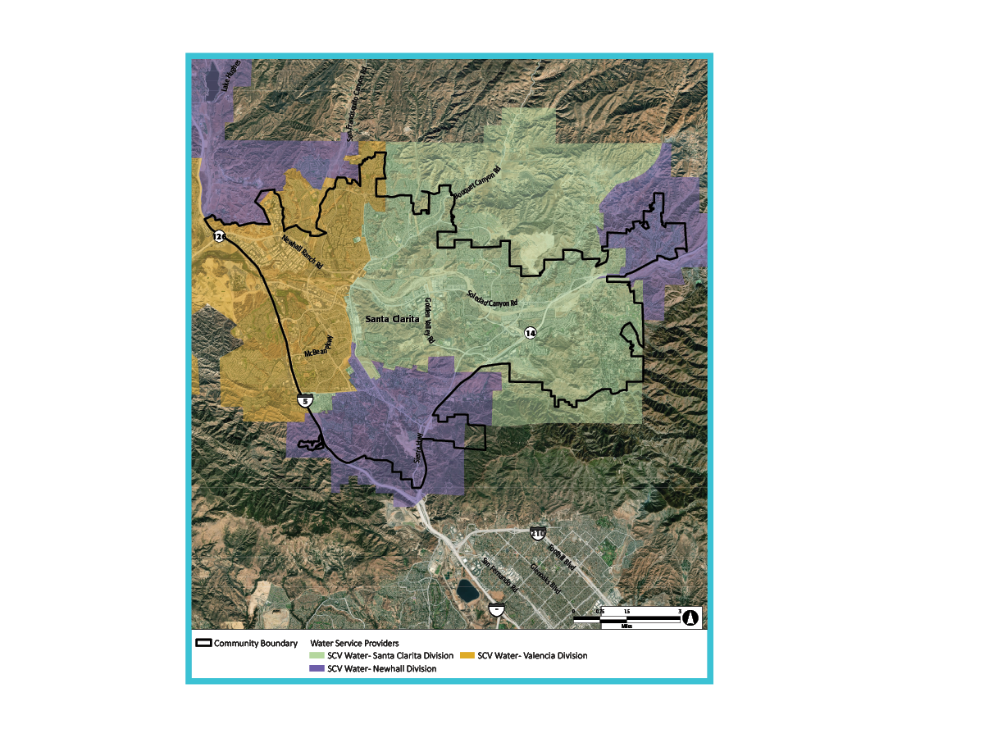 Lake Hughes
San Francisquito Canyon Rd
Bouquet Canyon Rd
126
Newhall Ranch Rd
Soledad Canyon Rd
Golden Valley Rd
Santa Clarita
14
McBean Pkwy
5
Sierra Hwy
210
Foothill Blvd
San Fernando Rd
Glenoaks Blvd
0 0.75 1.5 3
Miles
Community Boundary
Water Service Providers
SCV Water- Santa Clarita Division
SCV Water- Valencia Division
SCV Water- Newhall Division